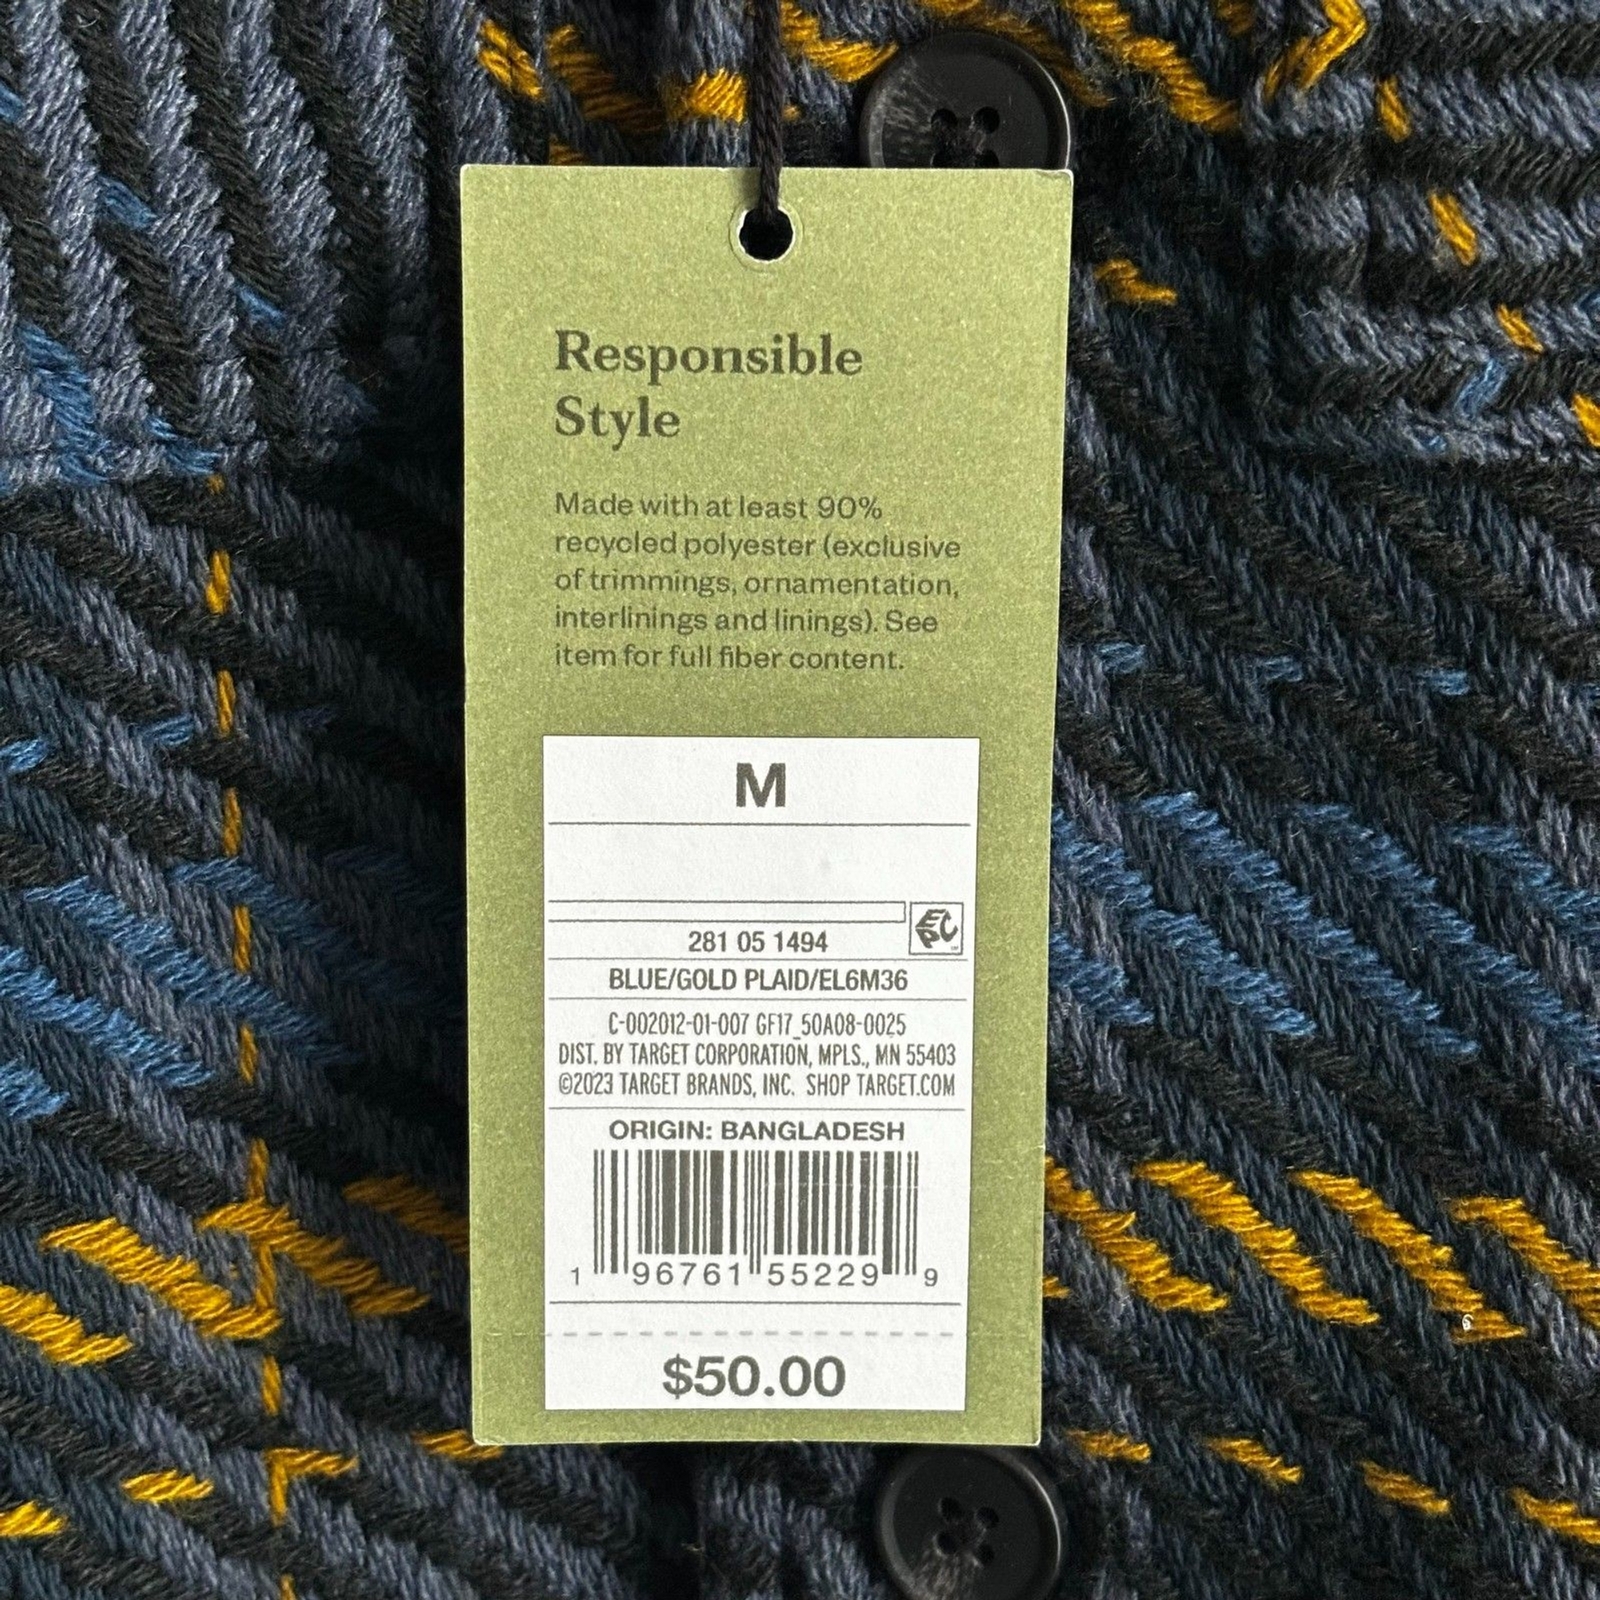 Responsible
Style
Made with at least 90%
recycled polyester (exclusive
of trimmings, ornamentation,
interlinings and linings). See
item for full fiber content.
M
EPC
281 05 1494
BLUE/GOLD PLAID/EL6M36
C-002012-01-007 GF17_50A08-0025
DIST. BY TARGET CORPORATION, MPLS., MN 55403
©2023 TARGET BRANDS, INC. SHOP TARGET.COM
ORIGIN: BANGLADESH
1 96761 55229 9
$50.00